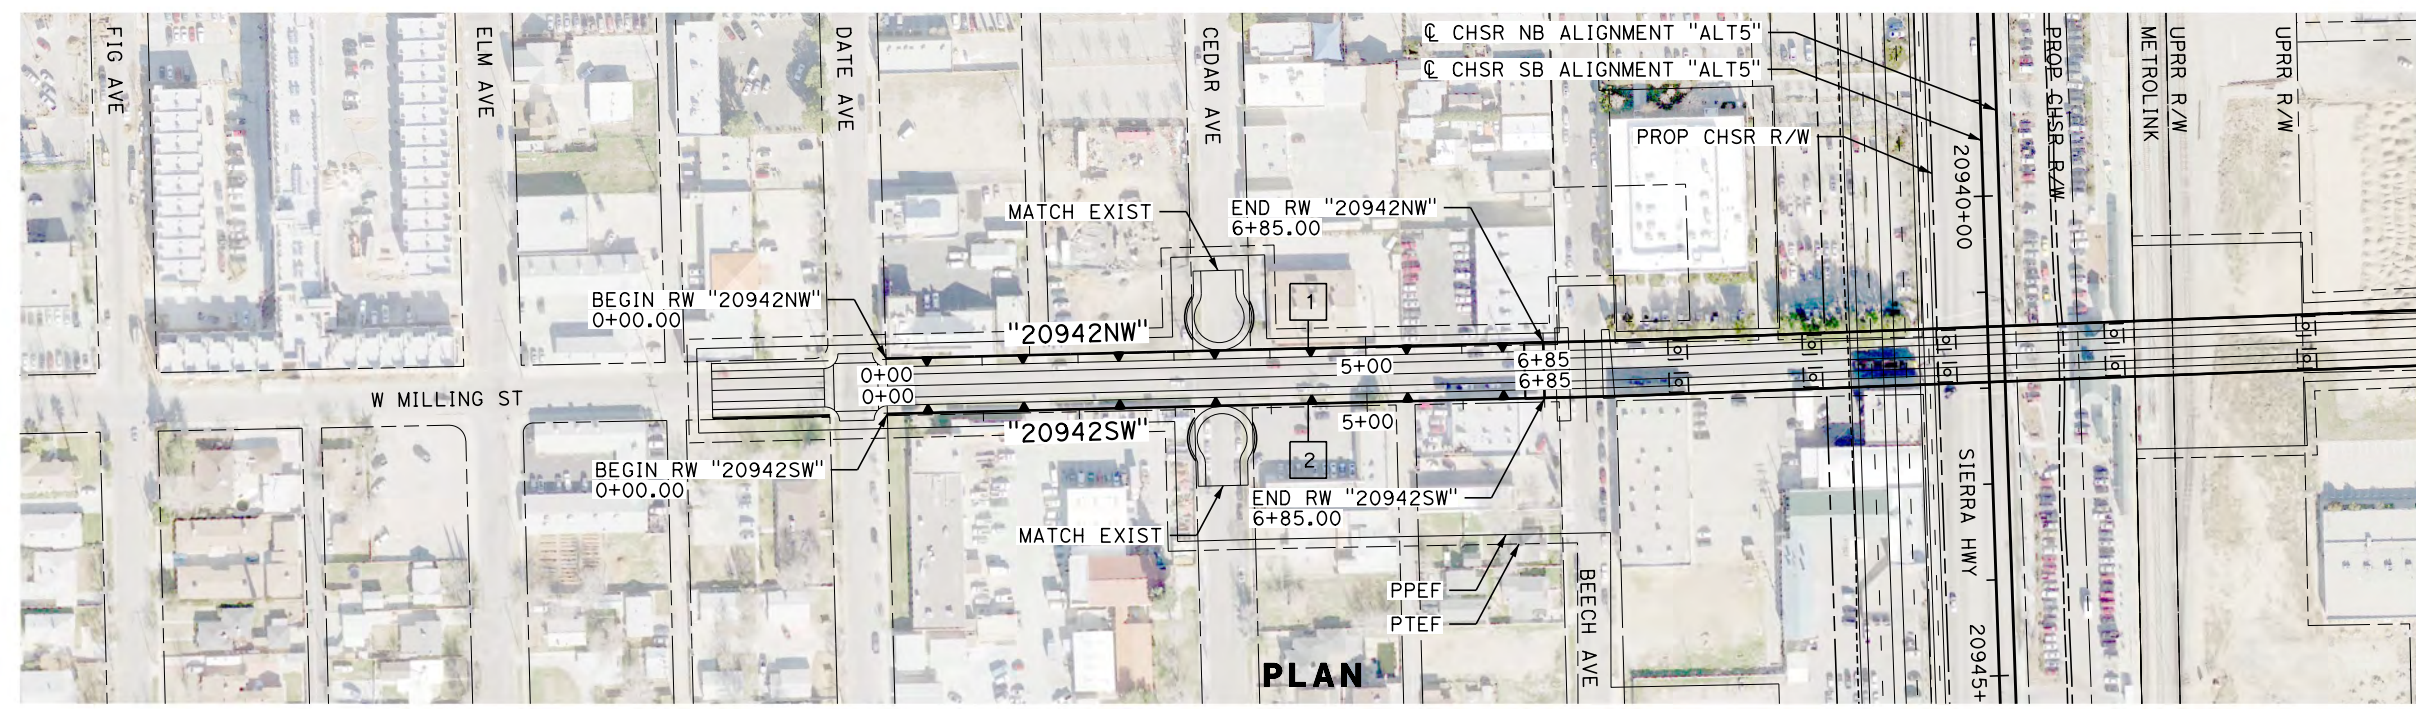 FIG AVE
ELM AVE
DATE AVE
CEDAR AVE
℄ CHSR NB ALIGNMENT "ALT5"
℄ CHSR SB ALIGNMENT "ALT5"
PROP CHSR R/W
20940+00
PROP CHSR R/W
METROLINK
UPRR R/W
UPRR R/W
MATCH EXIST
END RW "20942NW"
6+85.00
BEGIN RW "20942NW"
0+00.00
1
"20942NW"
0+00
5+00
6+85
0+00
6+85
W MILLING ST
"20942SW"
5+00
BEGIN RW "20942SW"
0+00.00
2
END RW "20942SW"
6+85.00
MATCH EXIST
PPEF
PTEF
BEECH AVE
SIERRA HWY
20945+
PLAN